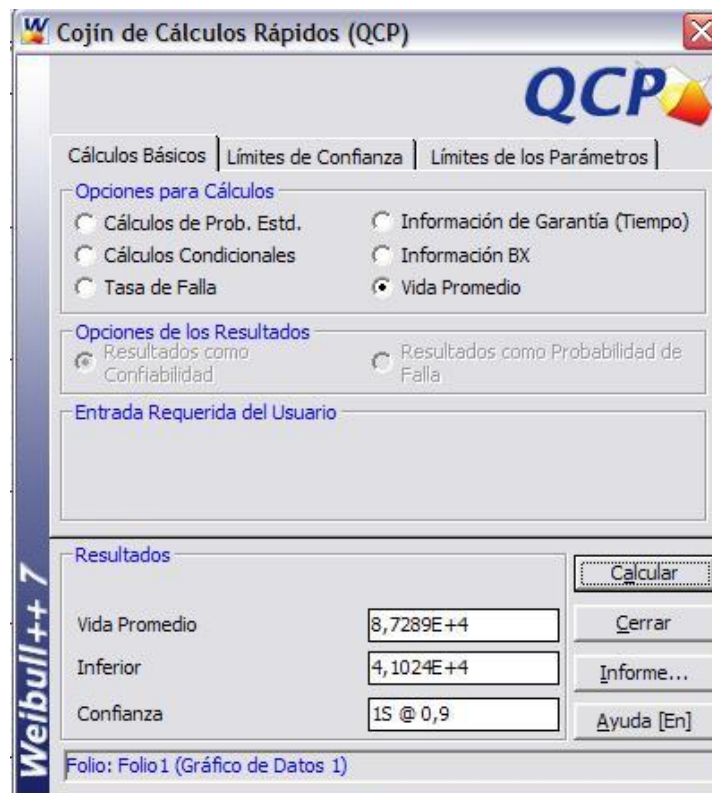 Cojín de Cálculos Rápidos (QCP)
QCP
Cálculos Básicos
Límites de Confianza
Límites de los Parámetros
Opciones para Cálculos
Cálculos de Prob. Estd.
Información de Garantía (Tiempo)
Cálculos Condicionales
Información BX
Tasa de Falla
Vida Promedio
Opciones de los Resultados
Resultados como Confiabilidad
Resultados como Probabilidad de Falla
Entrada Requerida del Usuario
Resultados
Calcular
Vida Promedio
8,7289E+4
Cerrar
Inferior
4,1024E+4
Informe...
Confianza
1S @ 0,9
Ayuda [En]
Weibull++ 7
Folio: Folio1 (Gráfico de Datos 1)